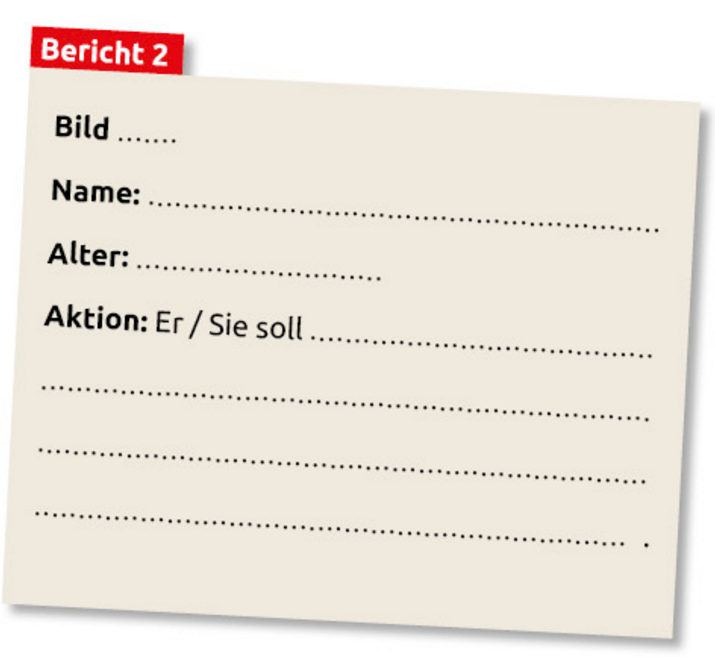 Bericht 2
Bild .......
Name: ..........................................................
Alter: ............................
Aktion: Er / Sie soll .......................................
.....................................................................
.....................................................................
................................................................... .